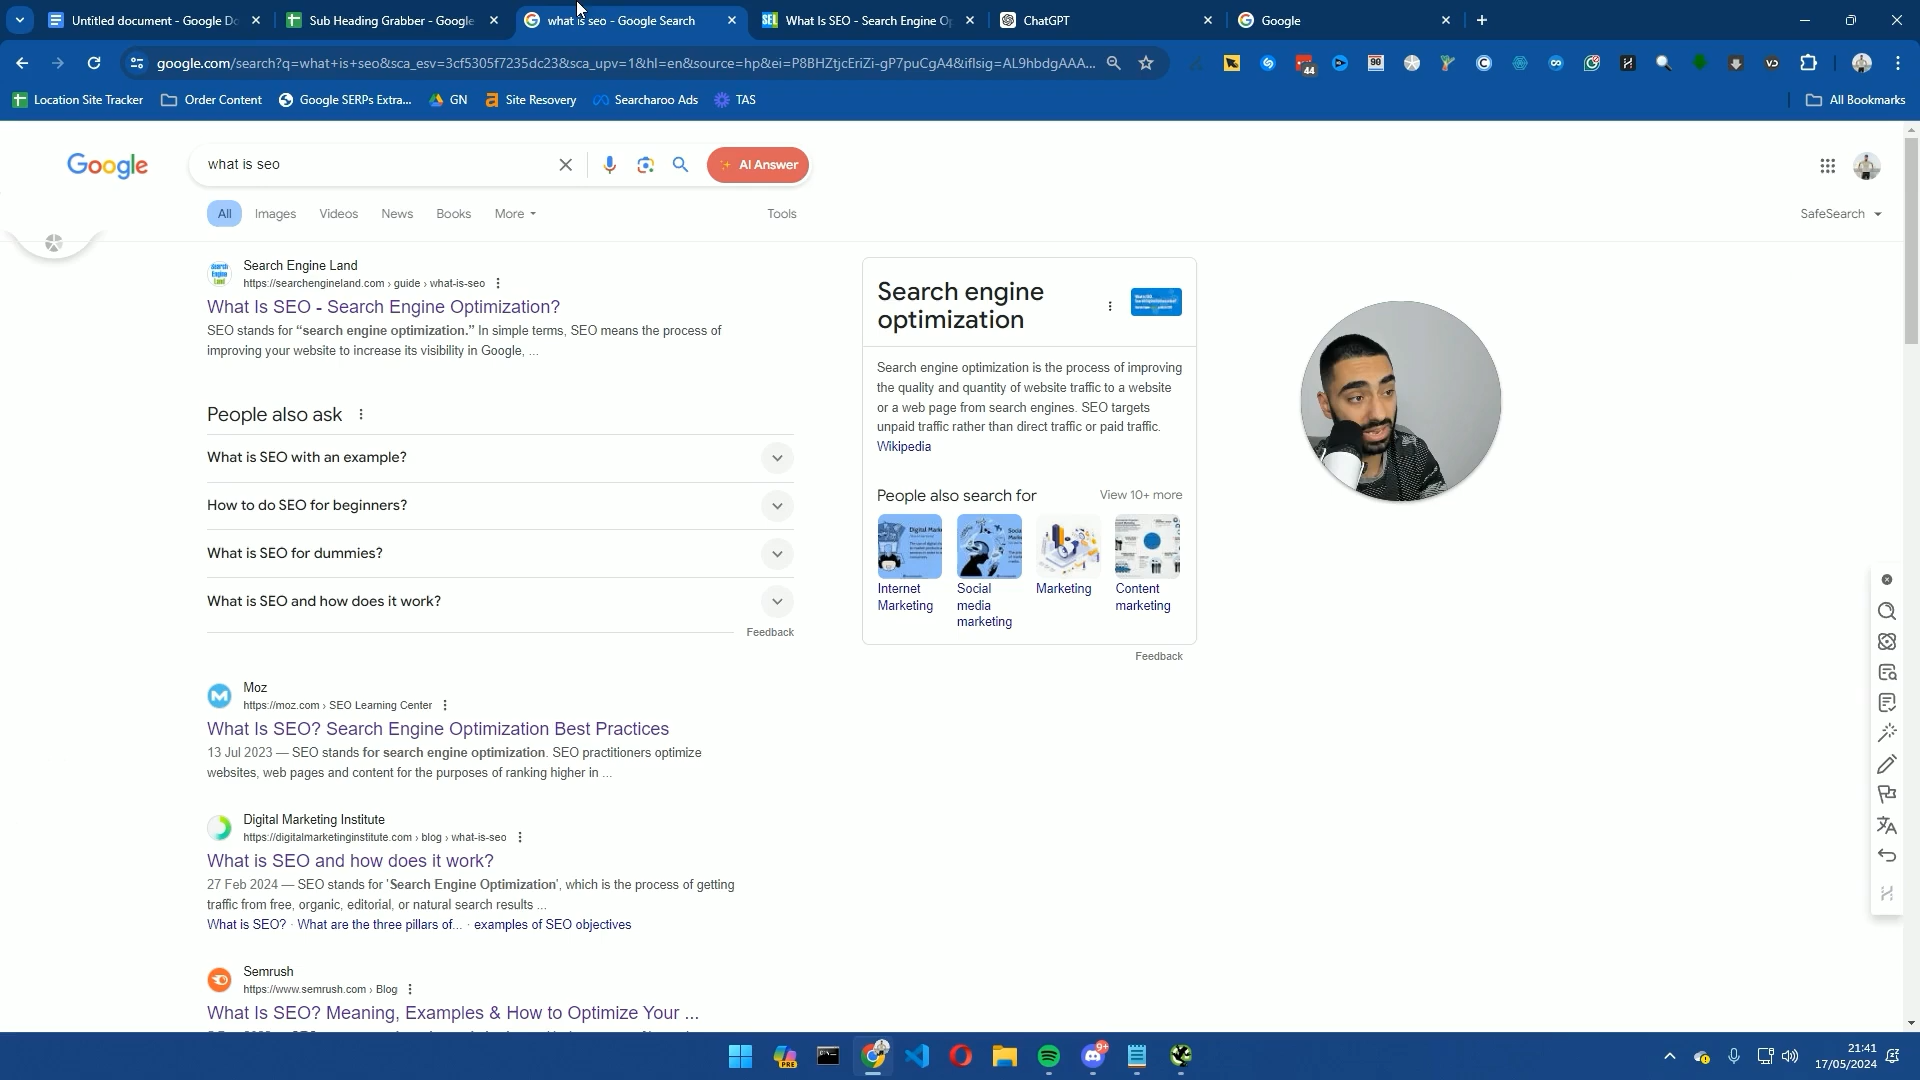 Untitled document - Google Do
Sub Heading Grabber - Google
what is seo - Google Search
What Is SEO - Search Engine Op
ChatGPT
Google
google.com/search?q=what+is+seo&sca_esv=3cf5305f7235dc23&sca_upv=1&hl=en&source=hp&ei=P8BHZtjcEriZi-gP7puCgA4&iflsig=AL9hbdgAAA...
44
90
Location Site Tracker
Order Content
Google SERPs Extra...
GN
Site Recovery
Searcharoo Ads
TAS
All Bookmarks
Google
what is seo
AI Answer
All
Images
Videos
News
Books
More
Tools
SafeSearch
Search Engine Land
https://searchengineland.com › guide › what-is-seo
What Is SEO - Search Engine Optimization?
SEO stands for “search engine optimization.” In simple terms, SEO means the process of
improving your website to increase its visibility in Google, ...
People also ask
What is SEO with an example?
How to do SEO for beginners?
What is SEO for dummies?
What is SEO and how does it work?
Feedback
Moz
https://moz.com › SEO Learning Center
What Is SEO? Search Engine Optimization Best Practices
13 Jul 2023 — SEO stands for search engine optimization. SEO practitioners optimize
websites, web pages and content for the purposes of ranking higher in ...
Digital Marketing Institute
https://digitalmarketinginstitute.com › blog › what-is-seo
What is SEO and how does it work?
27 Feb 2024 — SEO stands for 'Search Engine Optimization', which is the process of getting
traffic from free, organic, editorial, or natural search results ...
What is SEO? · What are the three pillars of... · examples of SEO objectives
Semrush
https://www.semrush.com › Blog
What Is SEO? Meaning, Examples & How to Optimize Your ...
Search engine
optimization
Search engine optimization is the process of improving
the quality and quantity of website traffic to a website
or a web page from search engines. SEO targets
unpaid traffic rather than direct traffic or paid traffic.
Wikipedia
People also search for
View 10+ more
Internet
Marketing
Social
media
marketing
Marketing
Content
marketing
Feedback
PRE
9+
21:41
17/05/2024